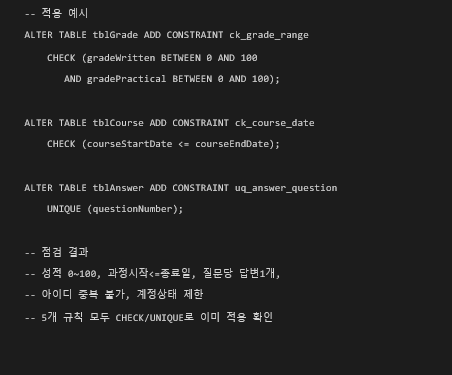 -- 적용 예시
ALTER TABLE tblGrade ADD CONSTRAINT ck_grade_range
CHECK (gradeWritten BETWEEN 0 AND 100
AND gradePractical BETWEEN 0 AND 100);
ALTER TABLE tblCourse ADD CONSTRAINT ck_course_date
CHECK (courseStartDate <= courseEndDate);
ALTER TABLE tblAnswer ADD CONSTRAINT uq_answer_question
UNIQUE (questionNumber);
-- 점검 결과
-- 성적 0~100, 과정시작<=종료일, 질문당 답변1개,
-- 아이디 중복 불가, 계정상태 제한
-- 5개 규칙 모두 CHECK/UNIQUE로 이미 적용 확인